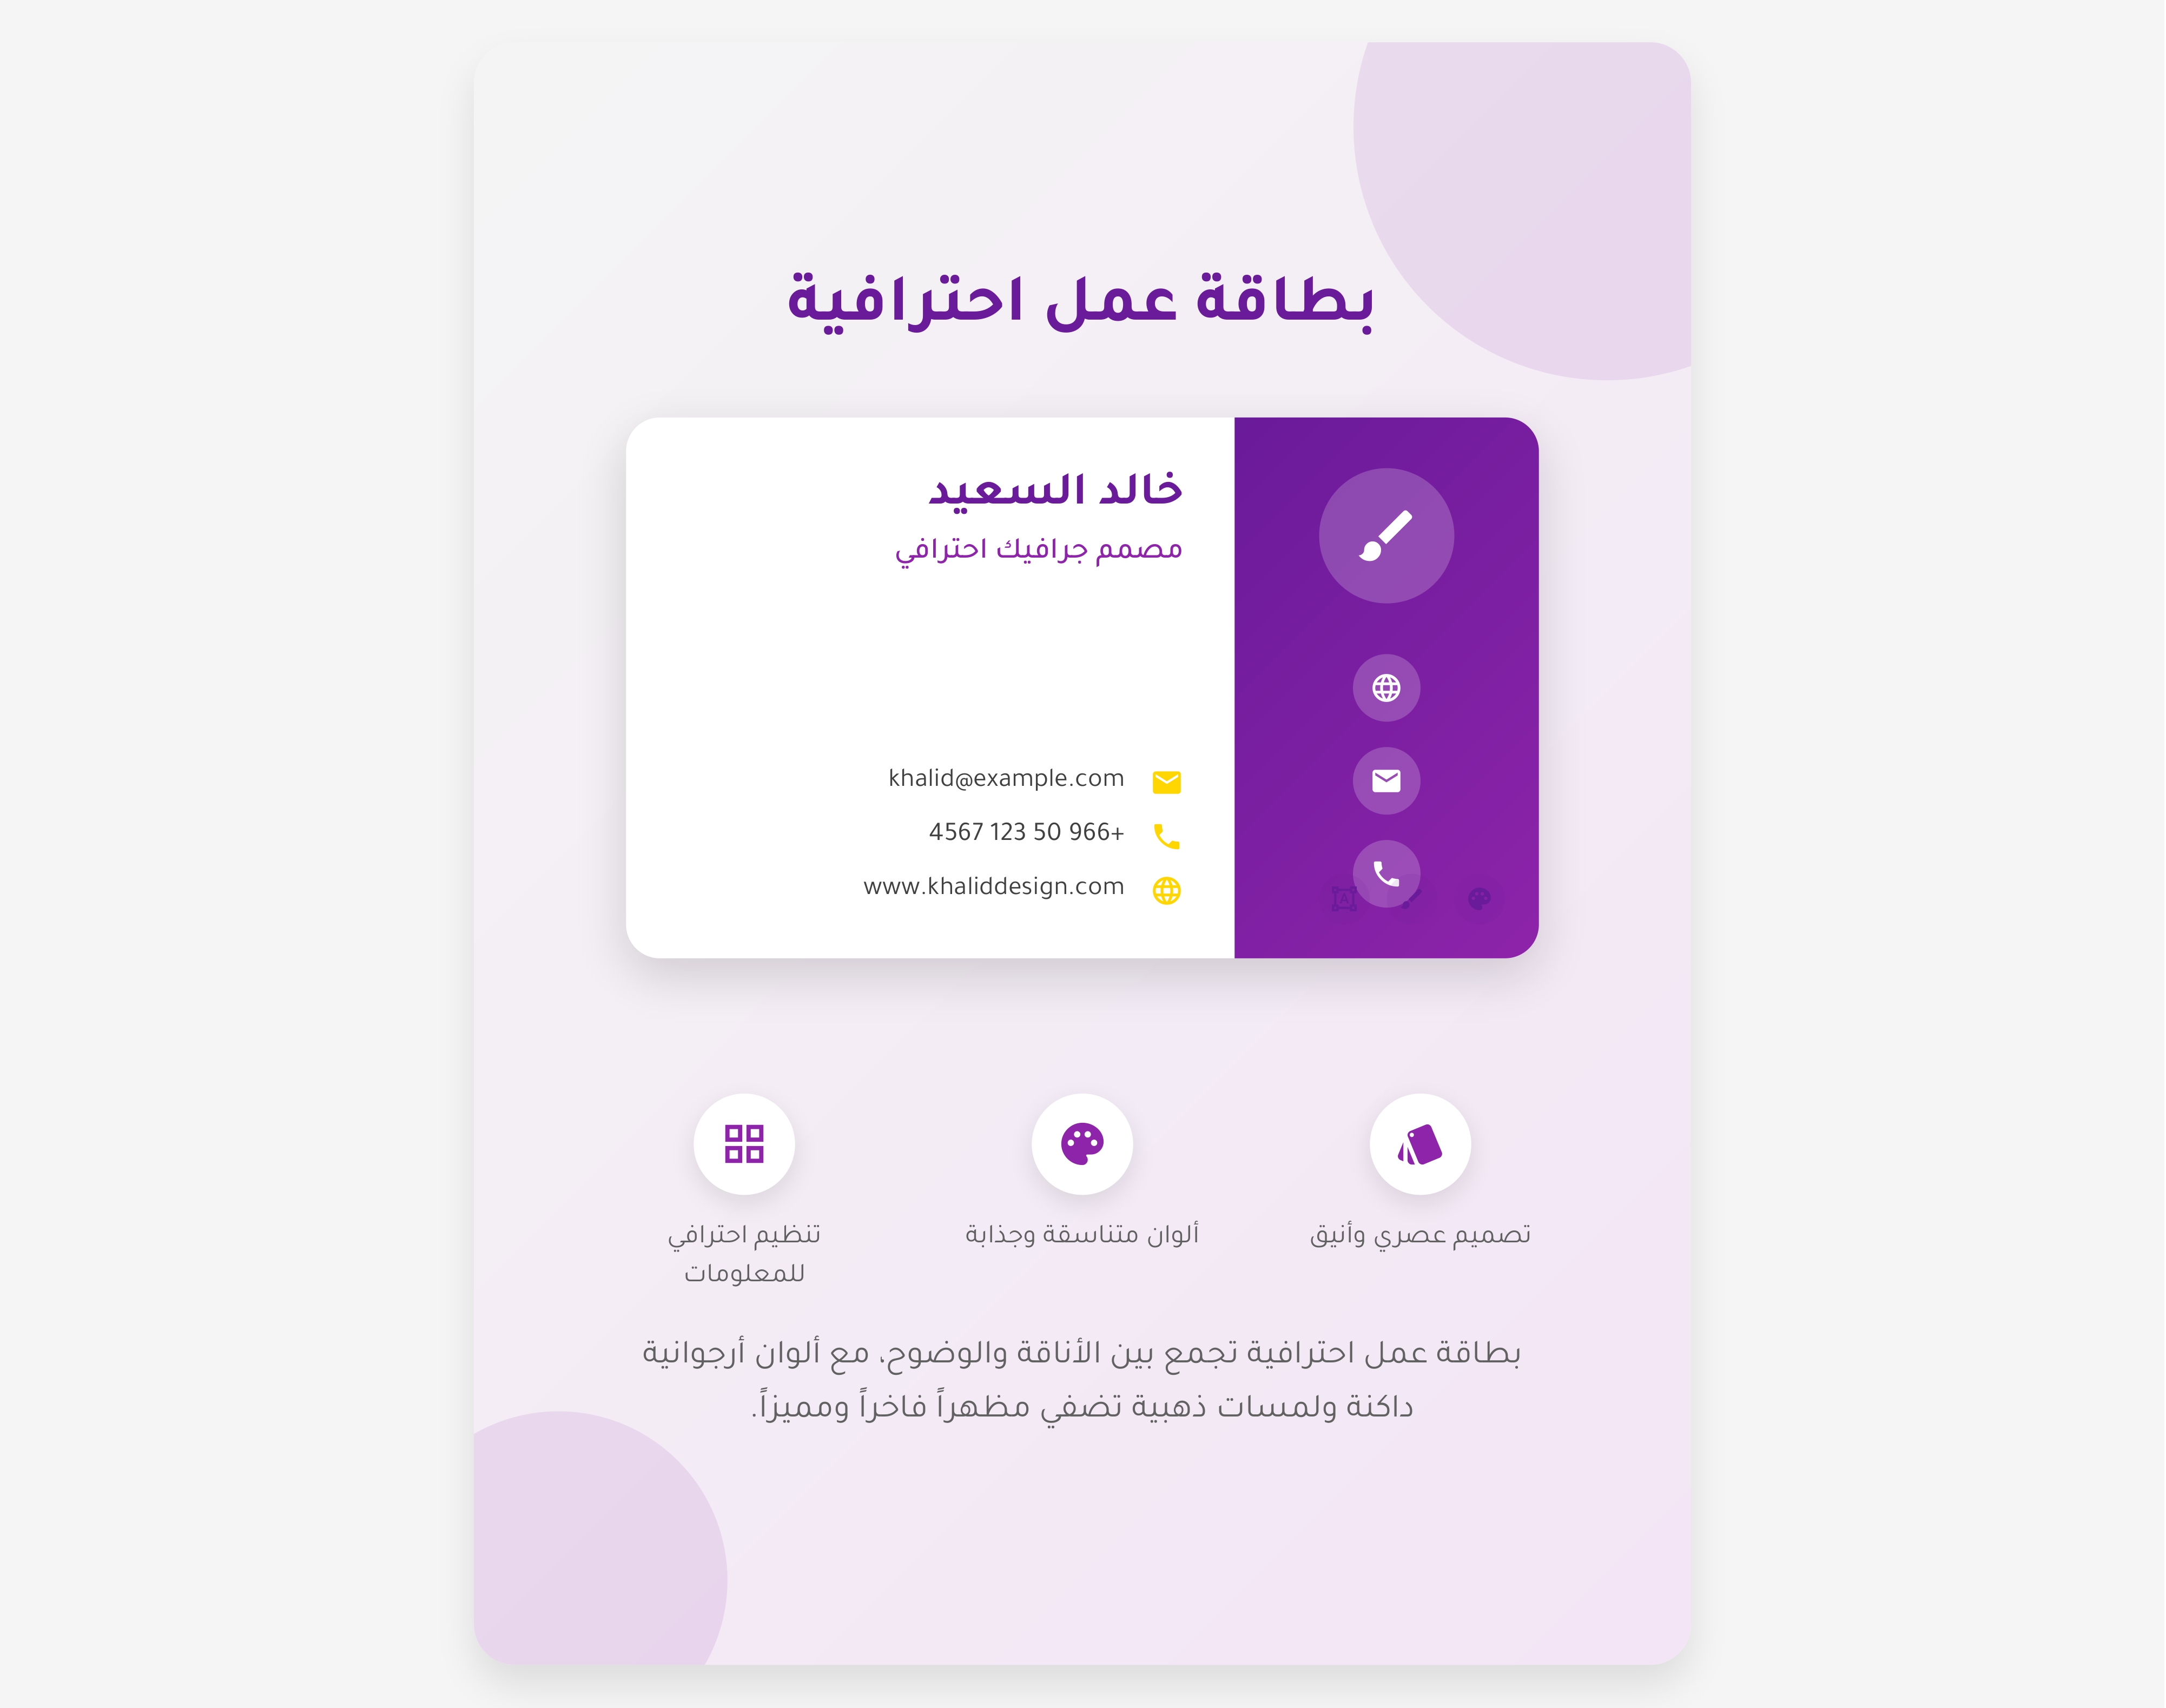 بطاقة عمل احترافية
خالد السعيد
مصمم جرافيك احترافي
khalid@example.com
966 50 123 4567+
www.khaliddesign.com
تصميم عصري وأنيق
ألوان متناسقة وجذابة
تنظيم احترافي
للمعلومات
بطاقة عمل احترافية تجمع بين الأناقة والوضوح، مع ألوان أرجوانية
داكنة ولمسات ذهبية تضفي مظهراً فاخراً ومميزاً.